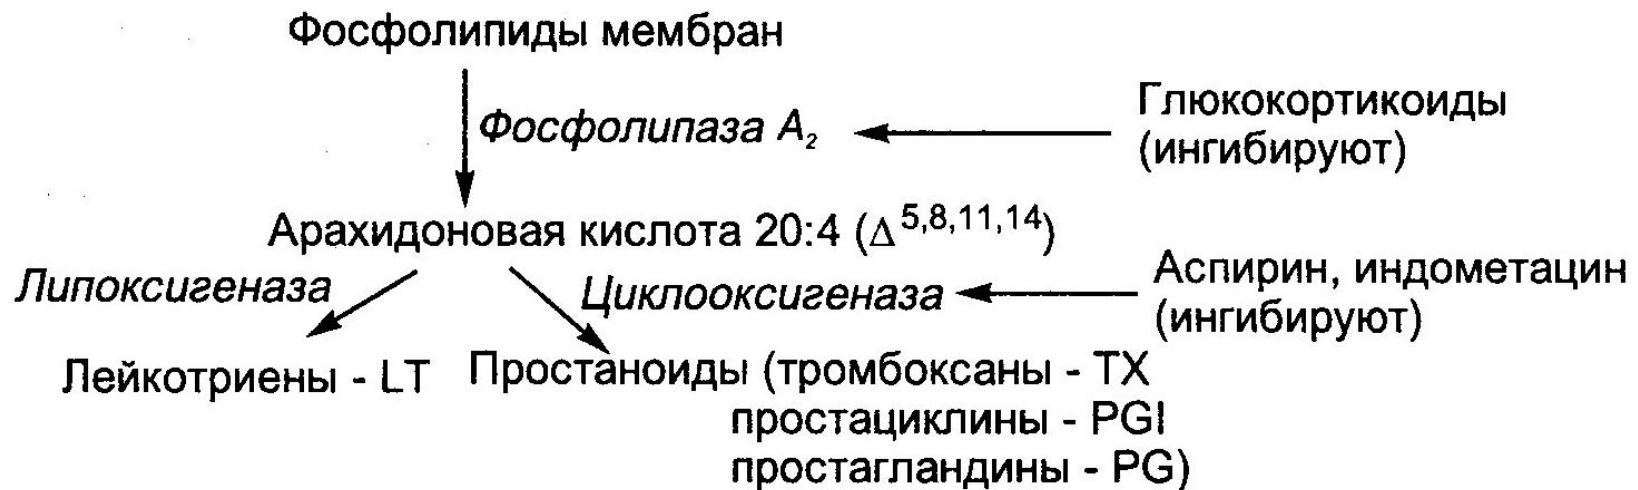 Фосфолипиды мембран
Фосфолипаза A₂
Глюкокортикоиды
(ингибируют)
Арахидоновая кислота 20:4 (Δ⁵,⁸,¹¹,¹⁴)
Липоксигеназа
Циклооксигеназа
Аспирин, индометацин
(ингибируют)
Лейкотриены - LT
Простаноиды (тромбоксаны - TX
простациклины - PGI
простагландины - PG)